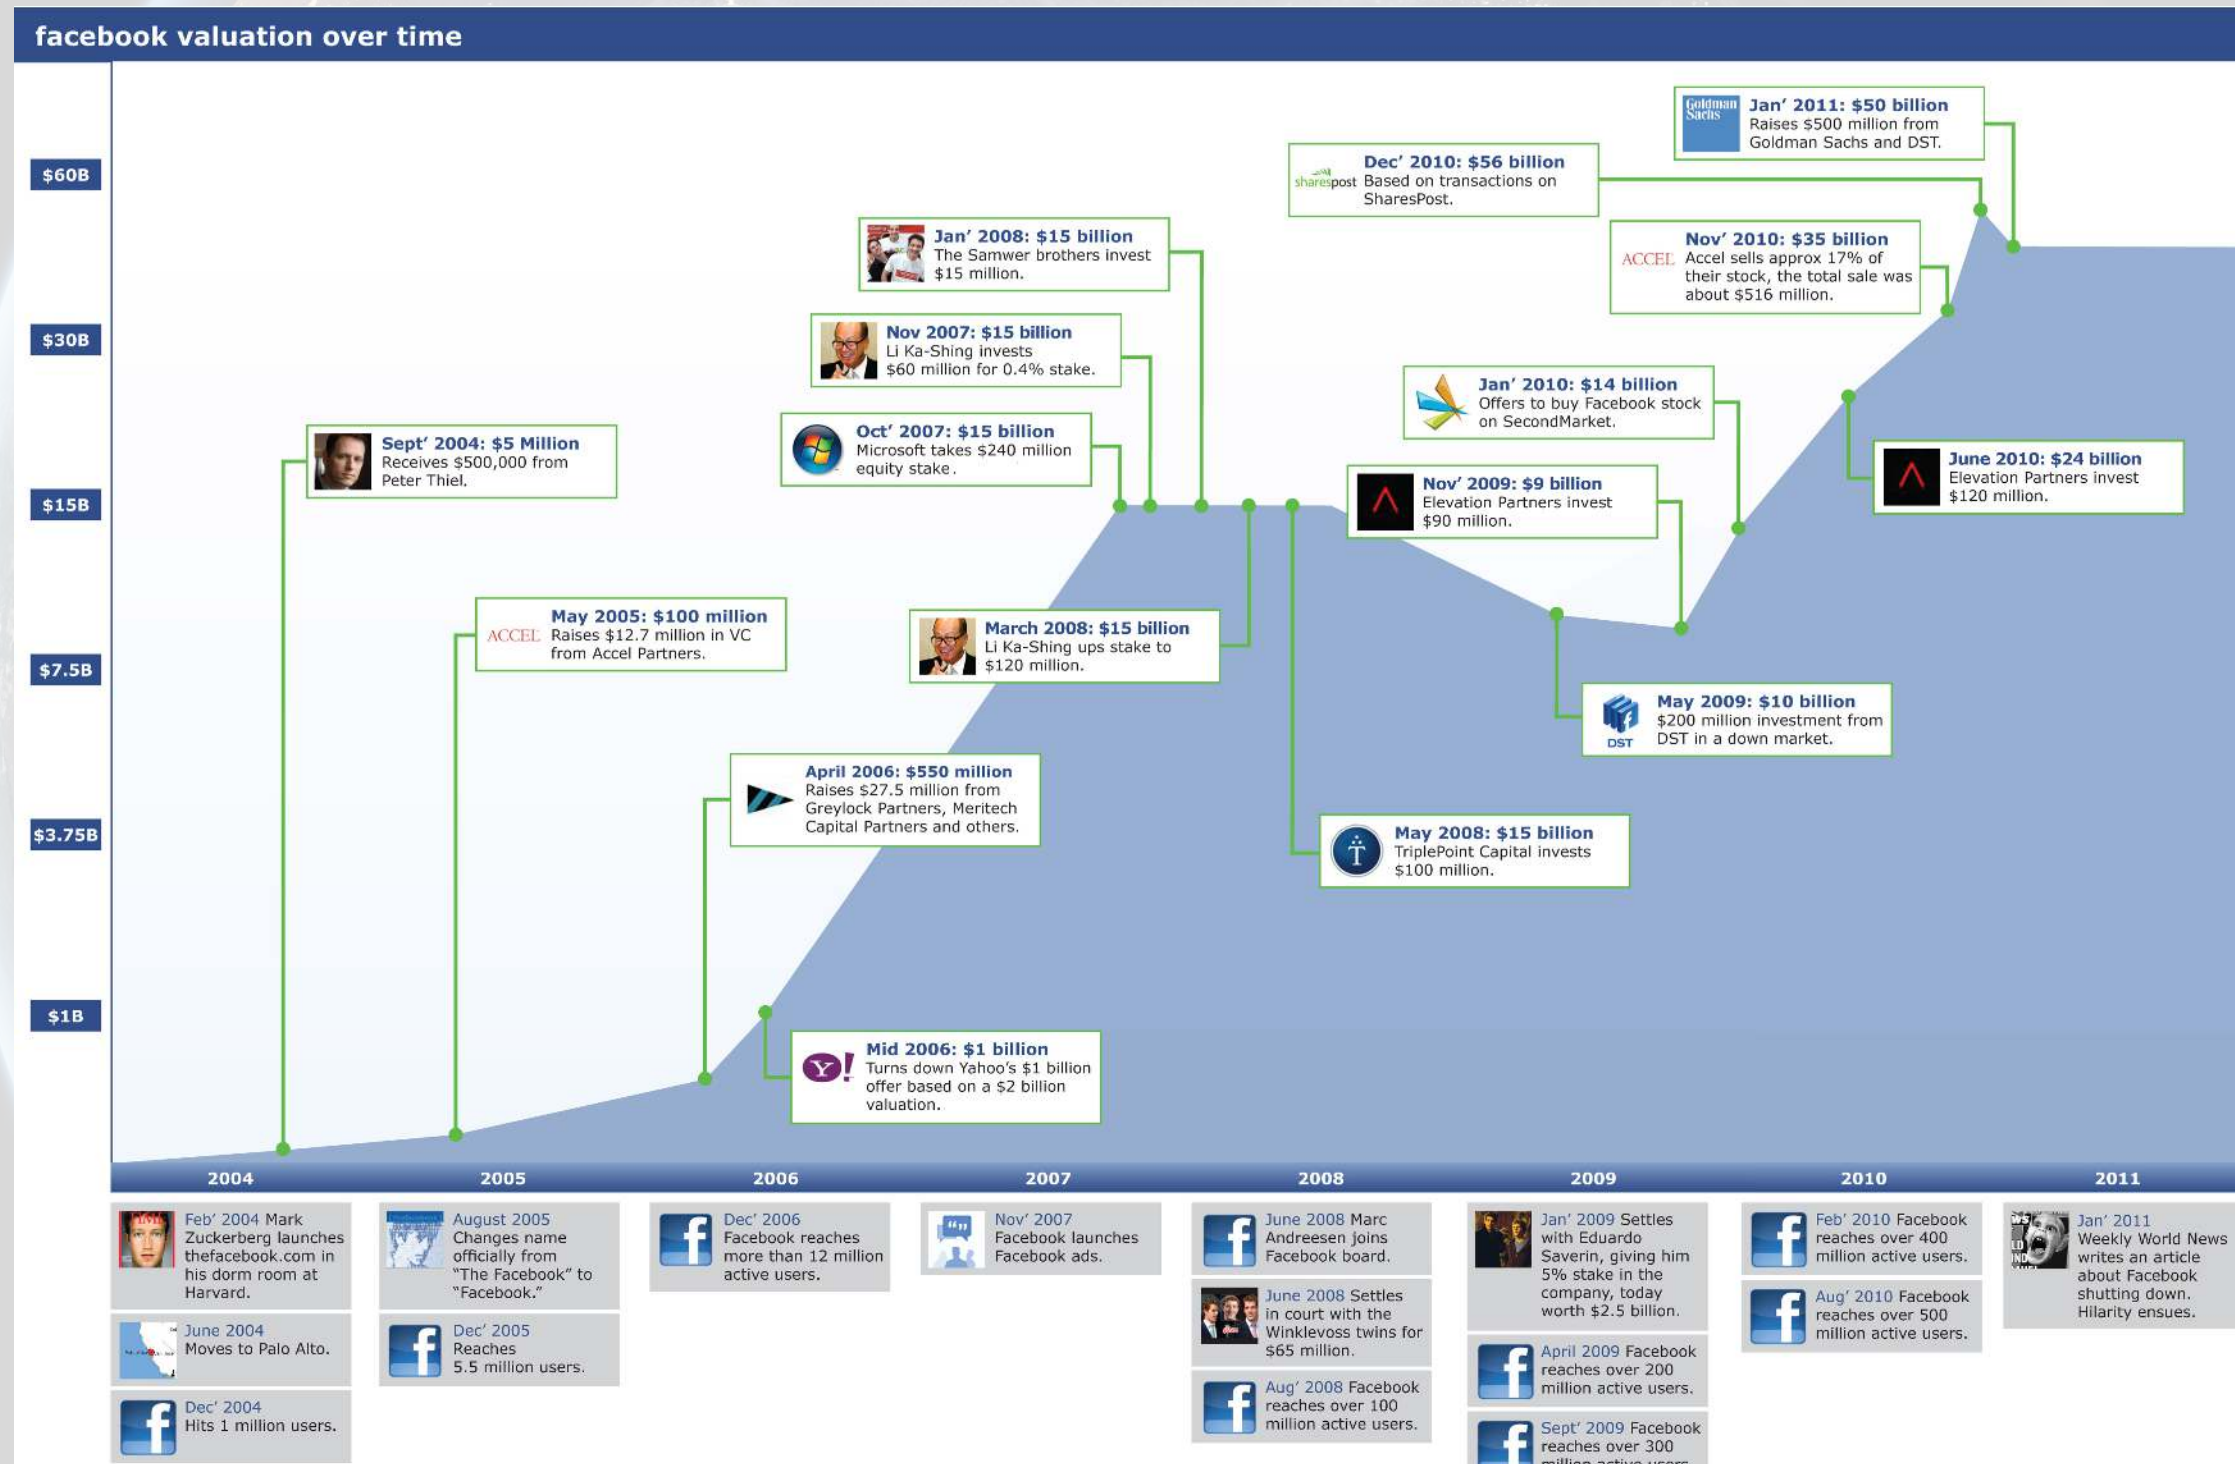 facebook valuation over time
$60B
$30B
$15B
$7.5B
$3.75B
$1B
Sept' 2004: $5 Million
Receives $500,000 from
Peter Thiel.
ACCEL
May 2005: $100 million
Raises $12.7 million in VC
from Accel Partners.
April 2006: $550 million
Raises $27.5 million from
Greylock Partners, Meritech
Capital Partners and others.
Y!
Mid 2006: $1 billion
Turns down Yahoo's $1 billion
offer based on a $2 billion
valuation.
Oct' 2007: $15 billion
Microsoft takes $240 million
equity stake.
Nov 2007: $15 billion
Li Ka-Shing invests
$60 million for 0.4% stake.
Jan' 2008: $15 billion
The Samwer brothers invest
$15 million.
March 2008: $15 billion
Li Ka-Shing ups stake to
$120 million.
T
May 2008: $15 billion
TriplePoint Capital invests
$100 million.
DST
May 2009: $10 billion
$200 million investment from
DST in a down market.
Nov' 2009: $9 billion
Elevation Partners invest
$90 million.
Jan' 2010: $14 billion
Offers to buy Facebook stock
on SecondMarket.
June 2010: $24 billion
Elevation Partners invest
$120 million.
ACCEL
Nov' 2010: $35 billion
Accel sells approx 17% of
their stock, the total sale was
about $516 million.
sharespost
Dec' 2010: $56 billion
Based on transactions on
SharesPost.
Goldman
Sachs
Jan' 2011: $50 billion
Raises $500 million from
Goldman Sachs and DST.
2004
2005
2006
2007
2008
2009
2010
2011
Feb' 2004 Mark
Zuckerberg launches
thefacebook.com in
his dorm room at
Harvard.
June 2004
Moves to Palo Alto.
f
Dec' 2004
Hits 1 million users.
August 2005
Changes name
officially from
"The Facebook" to
"Facebook."
f
Dec' 2005
Reaches
5.5 million users.
f
Dec' 2006
Facebook reaches
more than 12 million
active users.
Nov' 2007
Facebook launches
Facebook ads.
f
June 2008 Marc
Andreesen joins
Facebook board.
June 2008 Settles
in court with the
Winklevoss twins for
$65 million.
f
Aug' 2008 Facebook
reaches over 100
million active users.
Jan' 2009 Settles
with Eduardo
Saverin, giving him
5% stake in the
company, today
worth $2.5 billion.
f
April 2009 Facebook
reaches over 200
million active users.
f
Sept' 2009 Facebook
reaches over 300
million active users
f
Feb' 2010 Facebook
reaches over 400
million active users.
f
Aug' 2010 Facebook
reaches over 500
million active users.
Jan' 2011
Weekly World News
writes an article
about Facebook
shutting down.
Hilarity ensues.